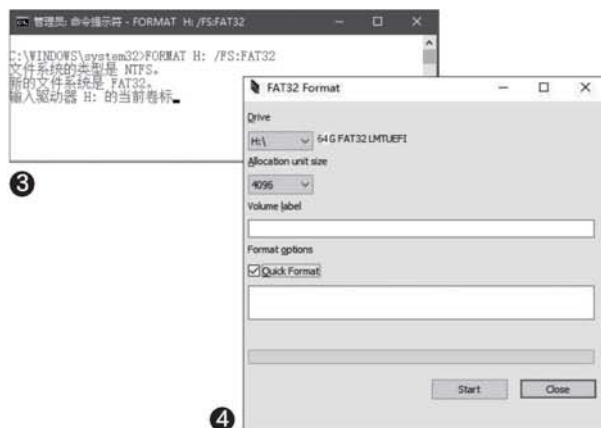 管理员: 命令提示符 - FORMAT H: /FS:FAT32
C:\WINDOWS\system32>FORMAT H: /FS:FAT32
文件系统的类型是 NTFS。
新的文件系统是 FAT32。
输入驱动器 H: 的当前卷标
3
FAT32 Format
Drive
H:\ 64G FAT32 LMTUEFI
Allocation unit size
4096
Volume label
Format options
Quick Format
Start Close
4